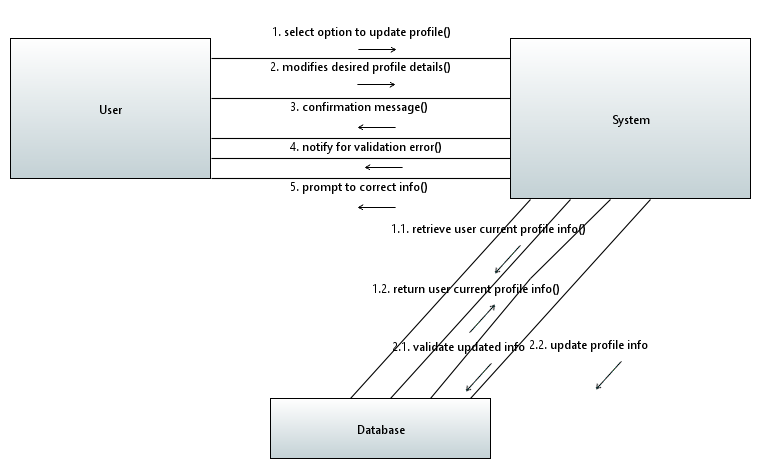 1. select option to update profile()
2. modifies desired profile details()
User
3. confirmation message()
System
4. notify for validation error()
5. prompt to correct info()
1.1. retrieve user current profile info()
1.2. return user current profile info()
2.1. validate updated info
2.2. update profile info
Database